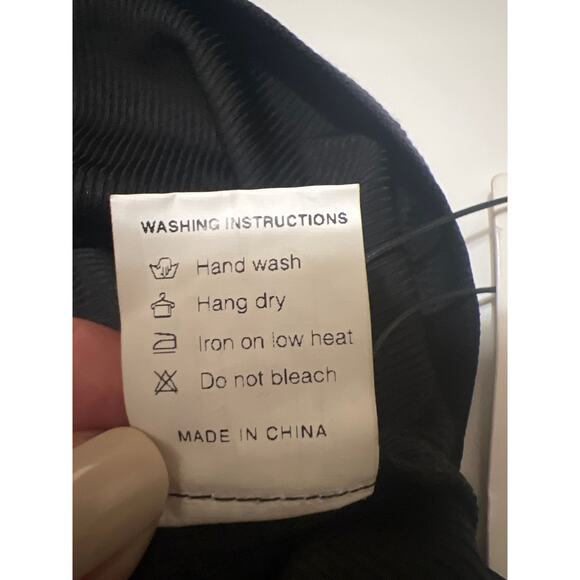 WASHING INSTRUCTIONS
Hand wash
Hang dry
Iron on low heat
Do not bleach
MADE IN CHINA